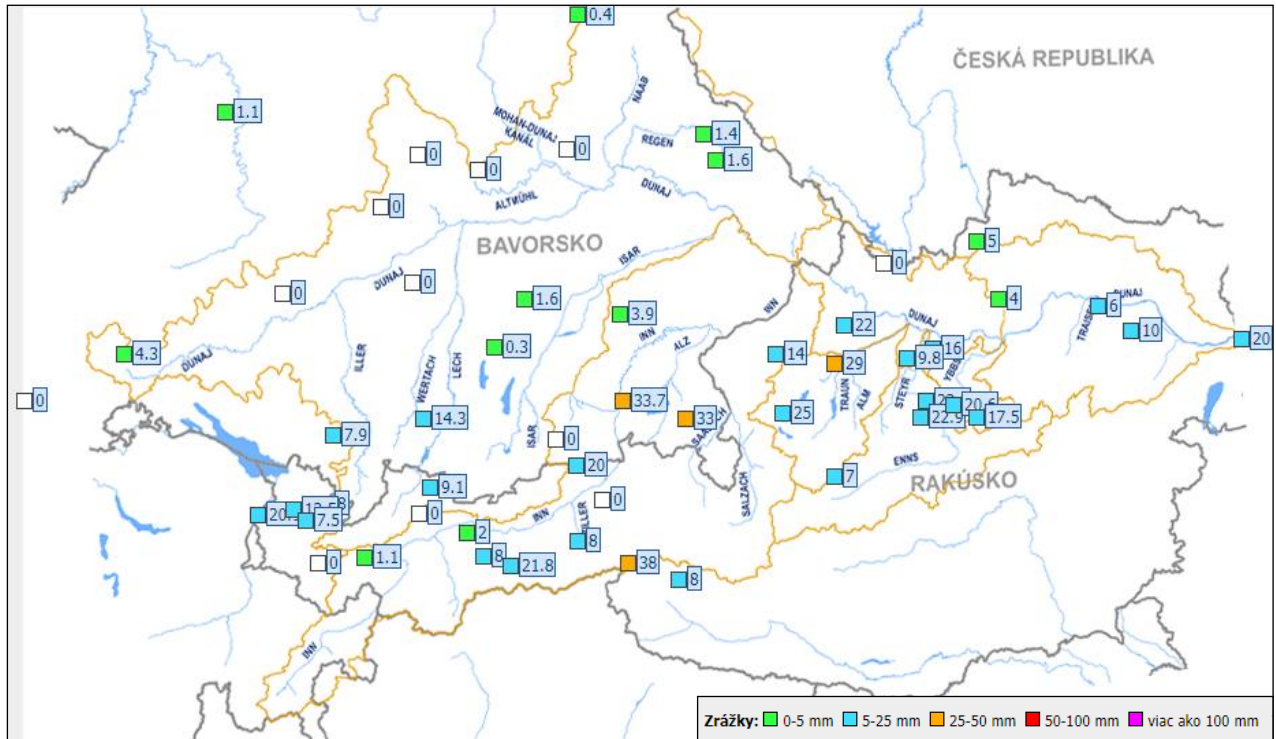 0.4
ČESKÁ REPUBLIKA
NAAB
1.1
MOHAN-DUNAJ
KANÁL
1.4
REGEN
0
0
1.6
0
DUNAJ
ALTMÜHL
0
BAVORSKO
5
ISAR
0
DUNAJ
0
0
DUNAJ
1.6
4
INN
6
3.9
DUNAJ
TRAISEN
22
10
INN
ALZ
20
0.3
16
4.3
14
9.8
DUNAJ
ILLER
29
WERTACH
LECH
STEYR
YBBS
TRAUN
ALM
0
33.7
20.6
14.3
33
25
22.9
17.5
7.9
0
ISAR
SAALACH
20
ENNS
7
RAKÚSKO
9.1
0
SALZACH
8
20.
7.5
0
INN
ZILLER
2
8
1.1
8
0
21.8
38
8
INN
Zrážky: 0-5 mm 5-25 mm 25-50 mm 50-100 mm viac ako 100 mm